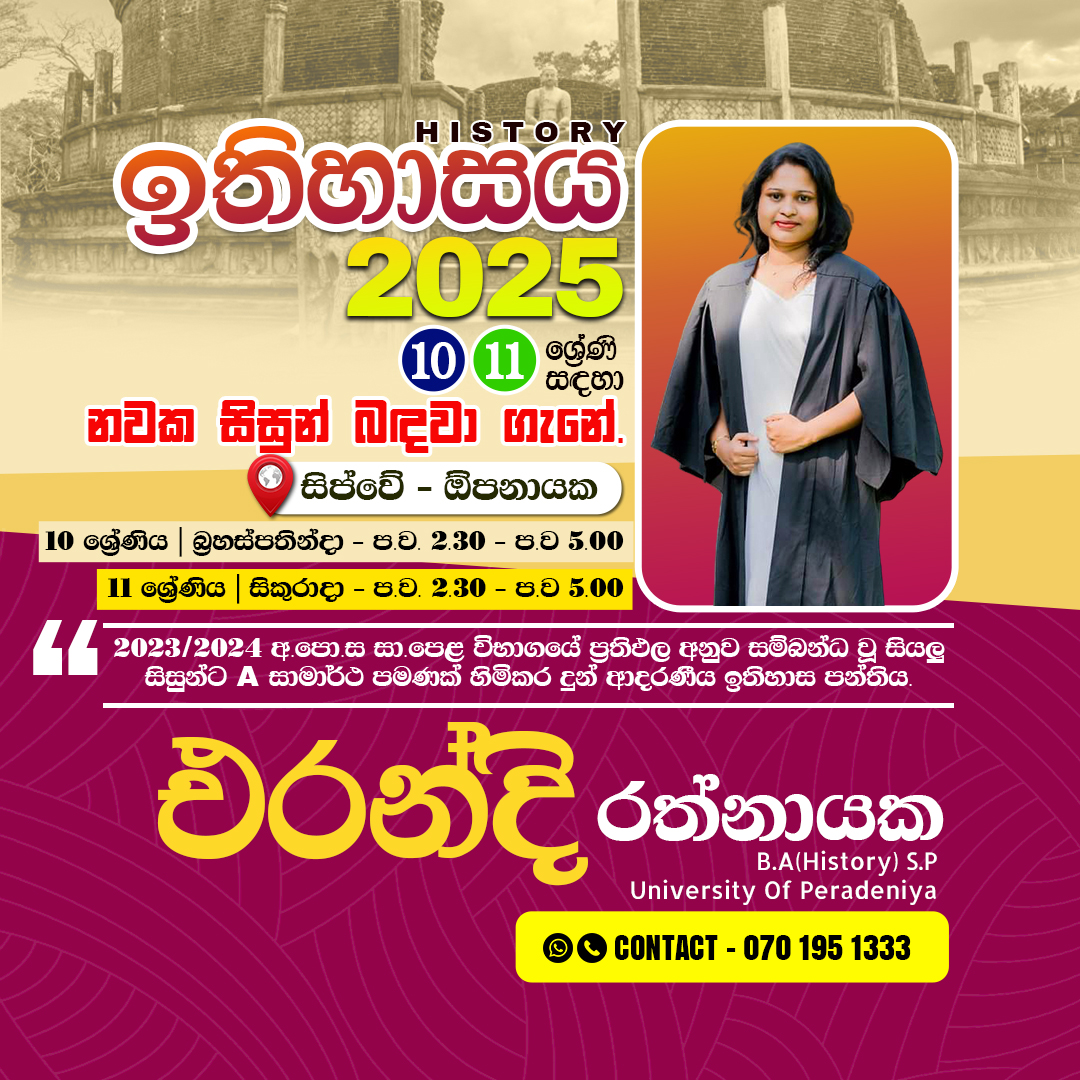 HISTORY
ඉතිහාසය
2025
10 11 ශ්‍රේණි
සඳහා
නවක සිසුන් බඳවා ගැනේ.
සිප්වේ - ඕපනායක
10 ශ්‍රේණිය | බ්‍රහස්පතින්දා - ප.ව. 2.30 - ප.ව 5.00
11 ශ්‍රේණිය | සිකුරාදා - ප.ව. 2.30 - ප.ව 5.00
“
2023/2024 අ.පො.ස සා.පෙළ විභාගයේ ප්‍රතිඵල අනුව සම්බන්ධ වූ සියලු
සිසුන්ට A සාමාර්ථ පමණක් හිමිකර දුන් ආදරණීය ඉතිහාස පන්තිය.
එරන්දි රත්නායක
B.A(History) S.P
University Of Peradeniya
CONTACT - 070 195 1333